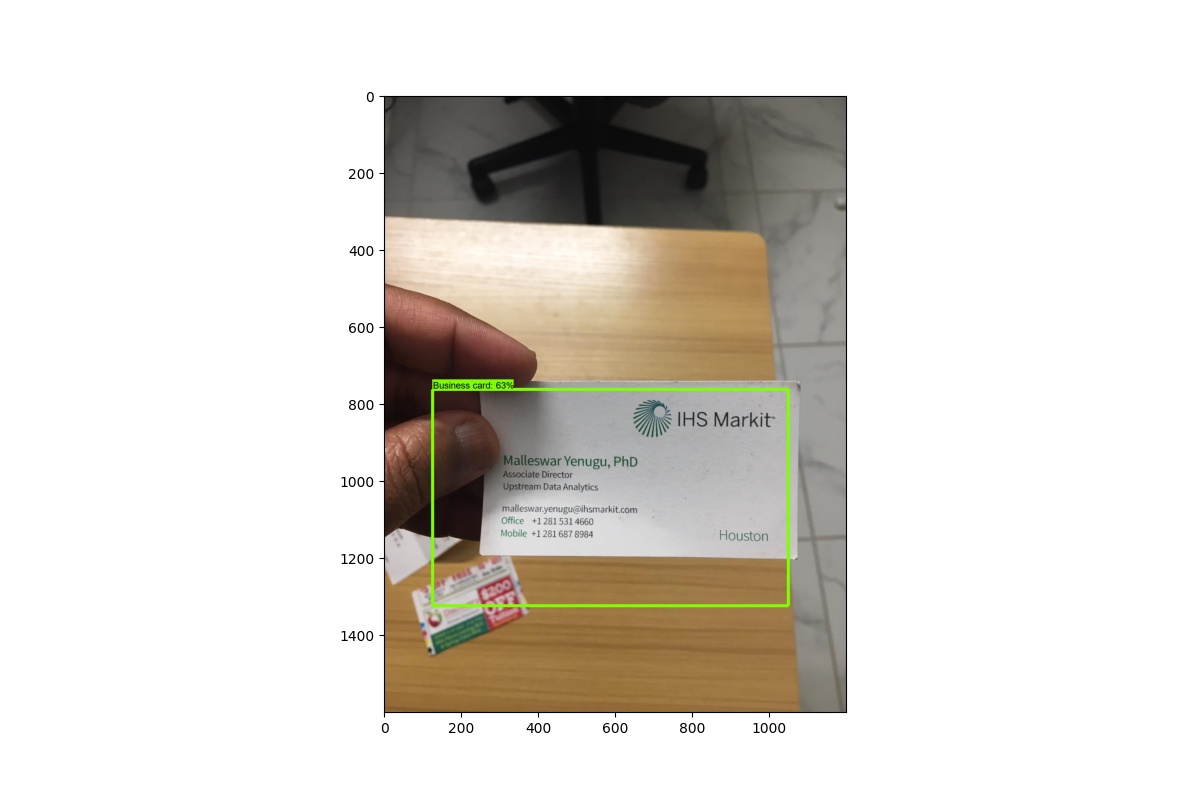 0
200
400
600
800
1000
1200
1400
Business card: 63%
IHS Markit™
Malleswar Yenugu, PhD
Associate Director
Upstream Data Analytics
malleswar.yenugu@ihsmarkit.com
Office +1 281 531 4660
Mobile +1 281 687 8984
Houston
$200
OFF
0 200 400 600 800 1000